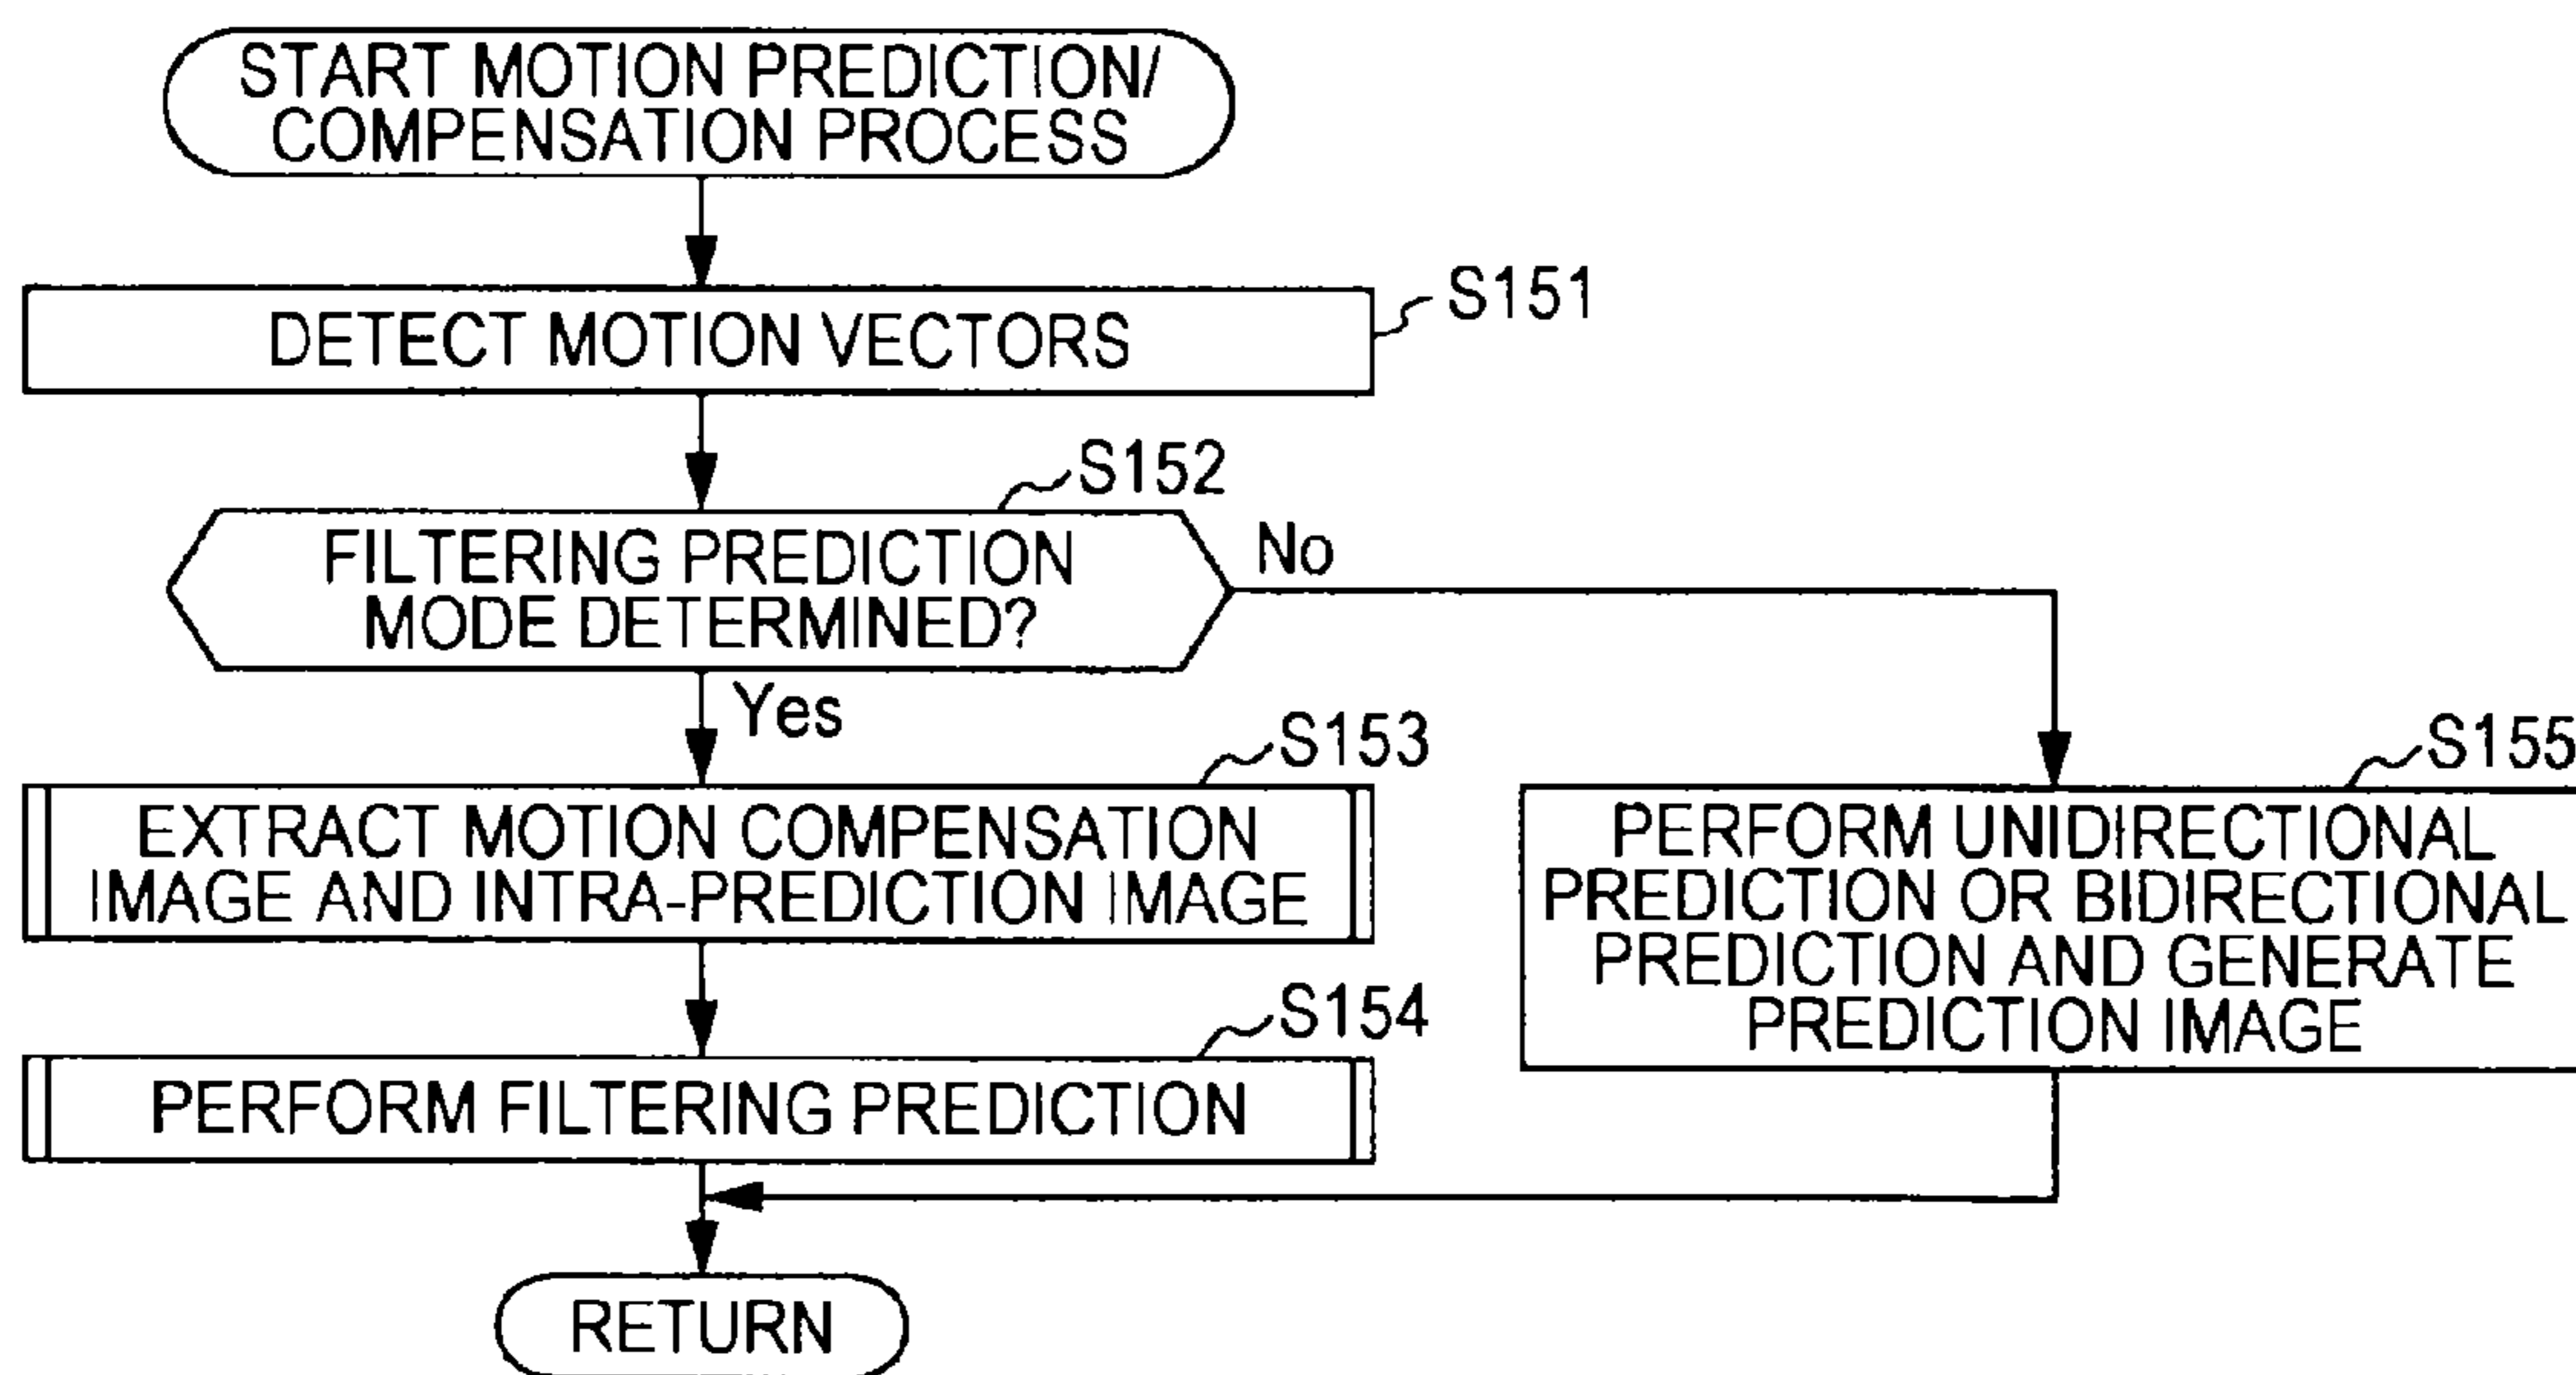 START MOTION PREDICTION/
COMPENSATION PROCESS
S151
DETECT MOTION VECTORS
S152
FILTERING PREDICTION
MODE DETERMINED?
No
Yes
S153
EXTRACT MOTION COMPENSATION
IMAGE AND INTRA-PREDICTION IMAGE
S155
PERFORM UNIDIRECTIONAL
PREDICTION OR BIDIRECTIONAL
PREDICTION AND GENERATE
PREDICTION IMAGE
S154
PERFORM FILTERING PREDICTION
RETURN